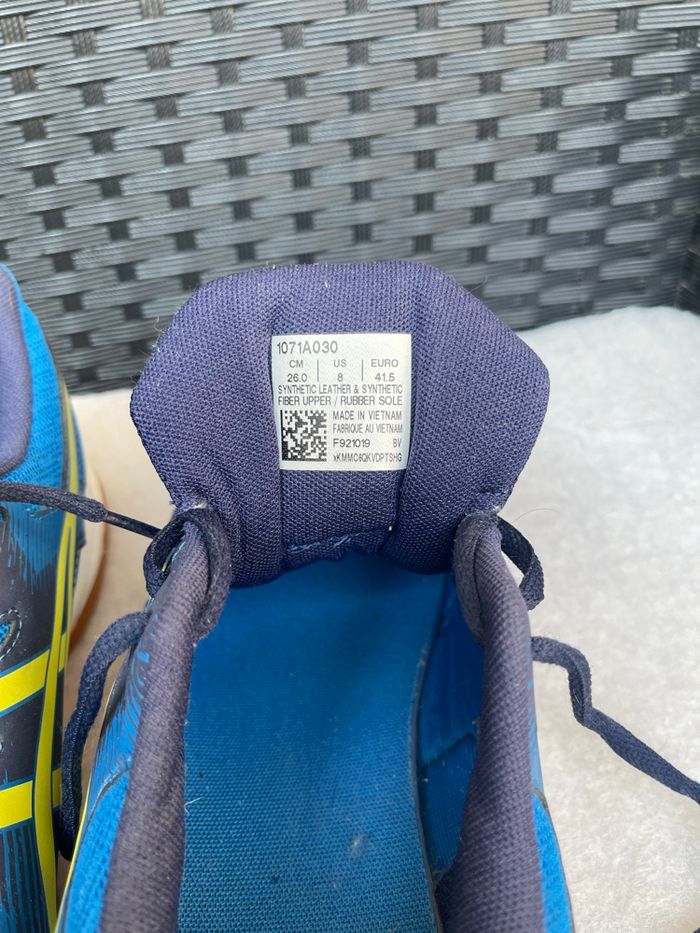 1071A030
CM US EURO
26.0 8 41.5
SYNTHETIC LEATHER & SYNTHETIC
FIBER UPPER / RUBBER SOLE
MADE IN VIETNAM
FABRIQUE AU VIETNAM
F921019 BV
xKMMC6QKVDPTSHG